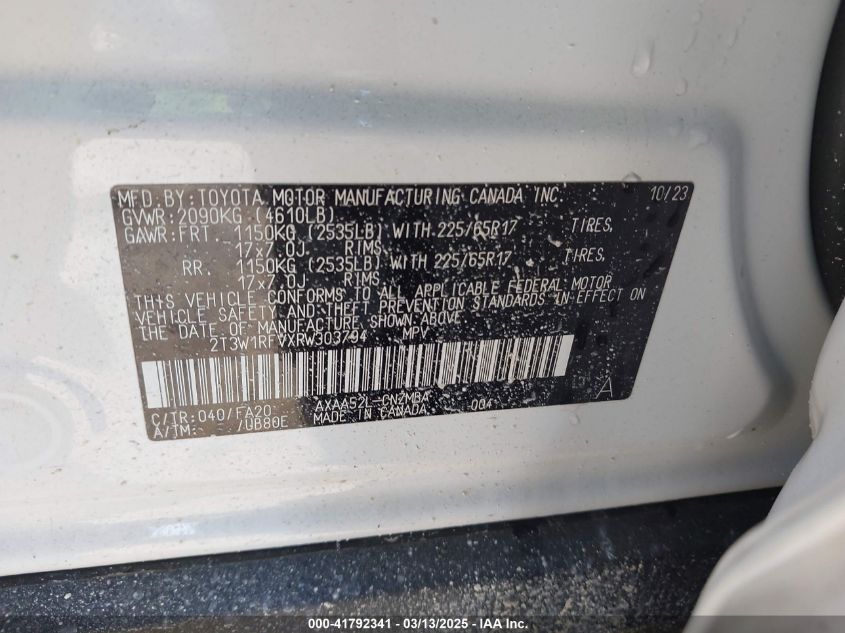 MFD. BY: TOYOTA MOTOR MANUFACTURING CANADA INC. 10/23
GVWR: 2090KG (4610LB)
GAWR: FRT. 1150KG (2535LB) WITH 225/65R17 TIRES,
17x7.0J RIMS
RR. 1150KG (2535LB) WITH 225/65R17 TIRES,
17x7.0J RIMS
THIS VEHICLE CONFORMS TO ALL APPLICABLE FEDERAL MOTOR
VEHICLE SAFETY AND THEFT PREVENTION STANDARDS IN EFFECT ON
THE DATE OF MANUFACTURE SHOWN ABOVE.
2T3W1RFVXRW303794 MPV
C/TR: 040/FA20 AXAA52L-CNZMBA 004 A
A/TM: /UB80E MADE IN CANADA
000-41792341 / 03/13/2025 - IAA Inc.